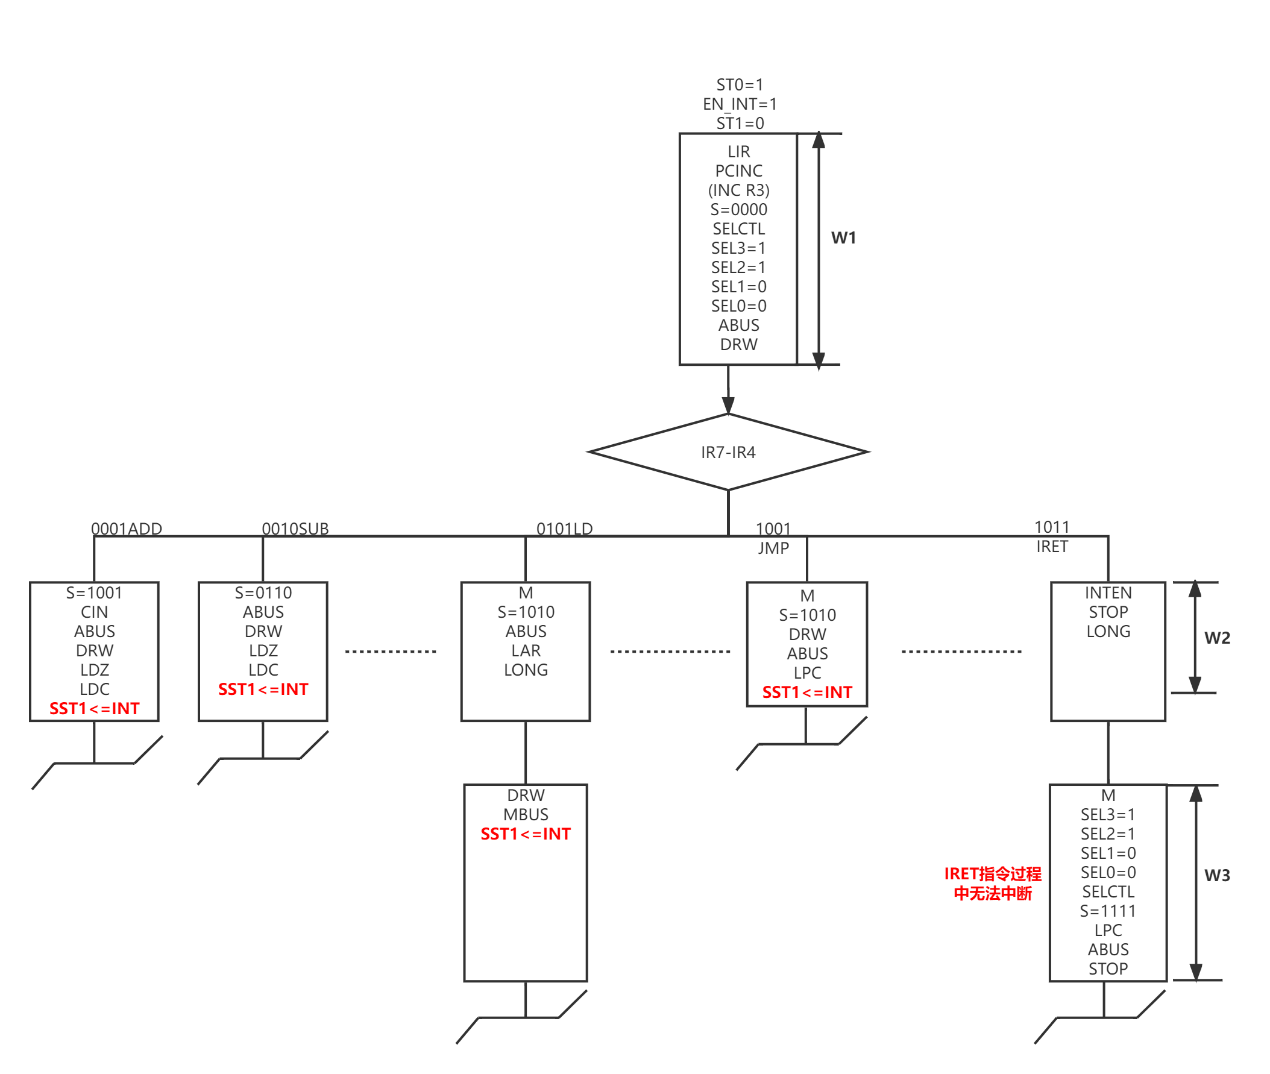 ST0=1
EN_INT=1
ST1=0
LIR
PCINC
(INC R3)
S=0000
SELCTL
SEL3=1
SEL2=1
SEL1=0
SEL0=0
ABUS
DRW
W1
IR7-IR4
0001ADD
0010SUB
0101LD
1001
JMP
1011
IRET
S=1001
CIN
ABUS
DRW
LDZ
LDC
SST1<=INT
S=0110
ABUS
DRW
LDZ
LDC
SST1<=INT
M
S=1010
ABUS
LAR
LONG
M
S=1010
DRW
ABUS
LPC
SST1<=INT
INTEN
STOP
LONG
W2
DRW
MBUS
SST1<=INT
IRET指令过程
中无法中断
M
SEL3=1
SEL2=1
SEL1=0
SEL0=0
SELCTL
S=1111
LPC
ABUS
STOP
W3